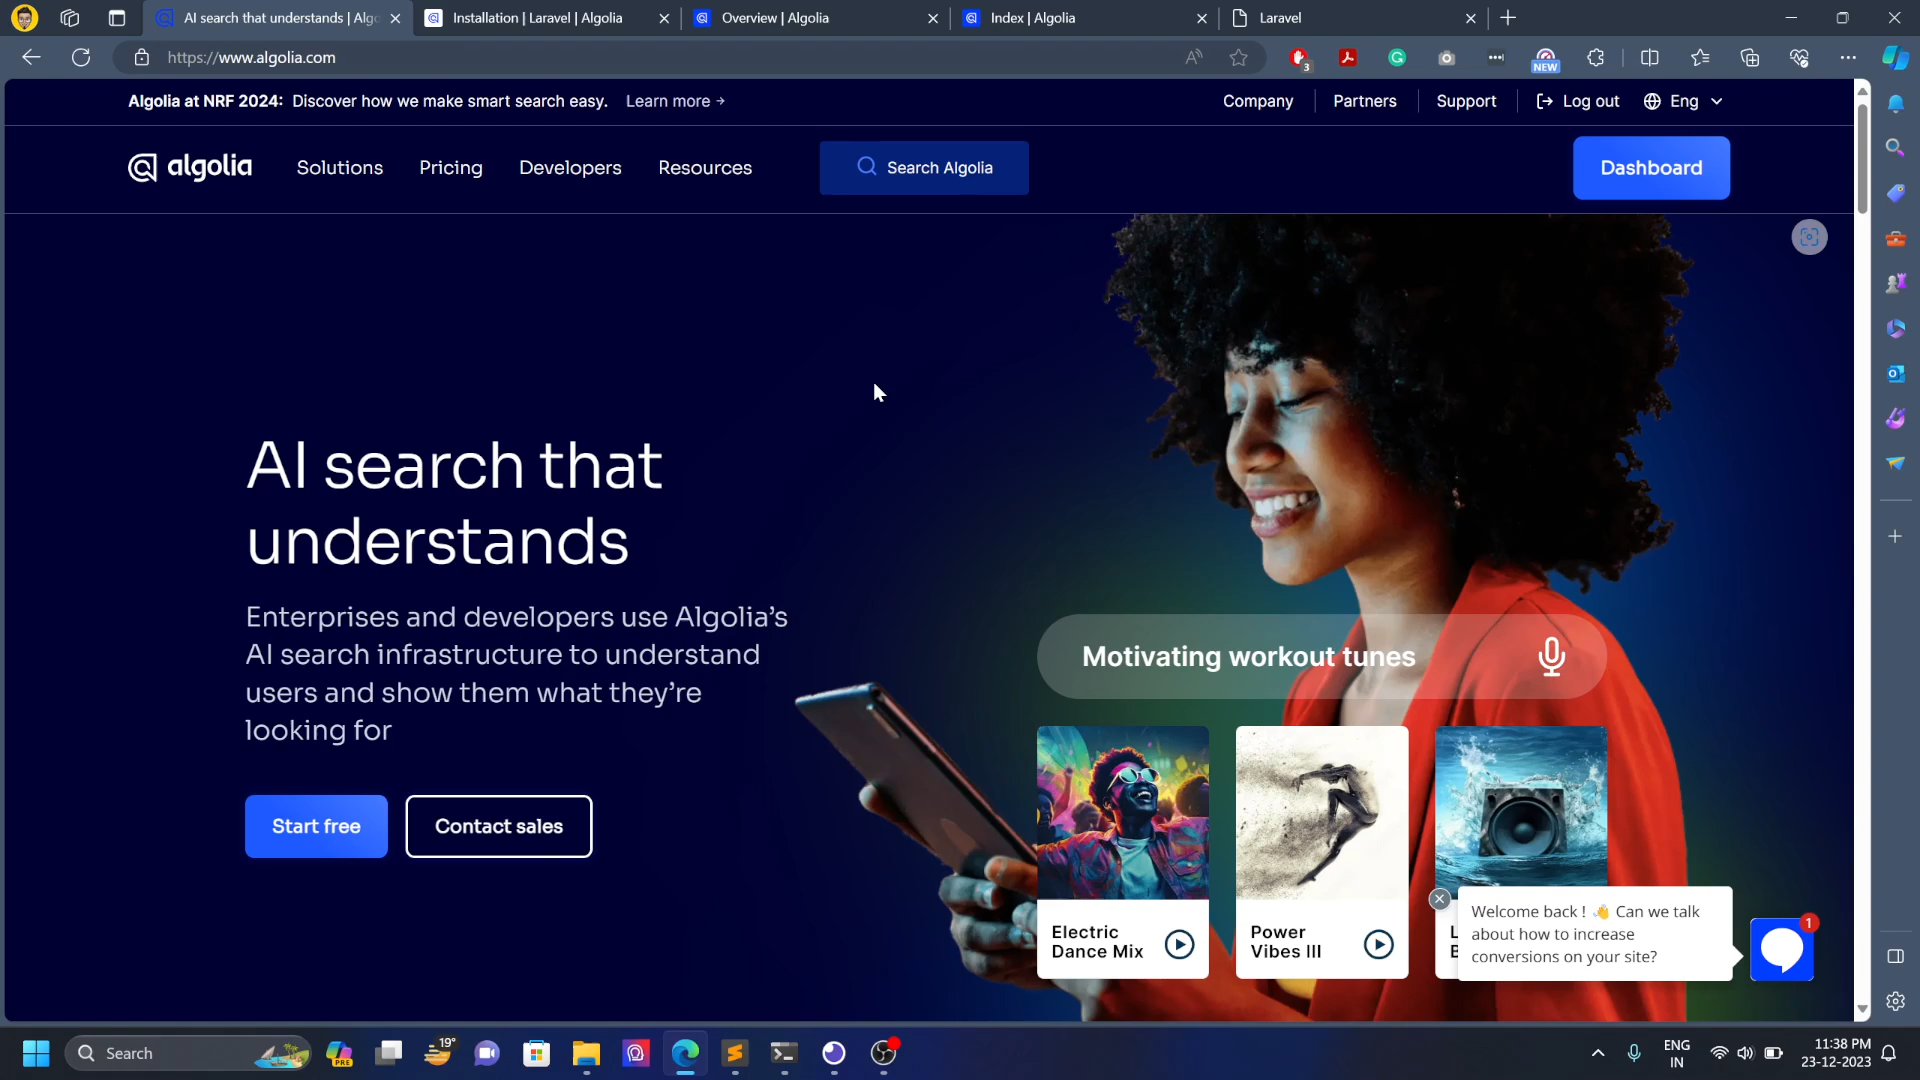 AI search that understands | Algo
Installation | Laravel | Algolia
Overview | Algolia
Index | Algolia
Laravel
https://www.algolia.com
3
NEW
Algolia at NRF 2024: Discover how we make smart search easy. Learn more →
Company
Partners
Support
Log out
Eng
algolia
Solutions
Pricing
Developers
Resources
Search Algolia
Dashboard
AI search that
understands
Enterprises and developers use Algolia’s
AI search infrastructure to understand
users and show them what they’re
looking for
Start free
Contact sales
Motivating workout tunes
Electric
Dance Mix
Power
Vibes III
L
B
Welcome back ! 👋 Can we talk
about how to increase
conversions on your site?
1
Search
PRE
19°
ENG
IN
11:38 PM
23-12-2023